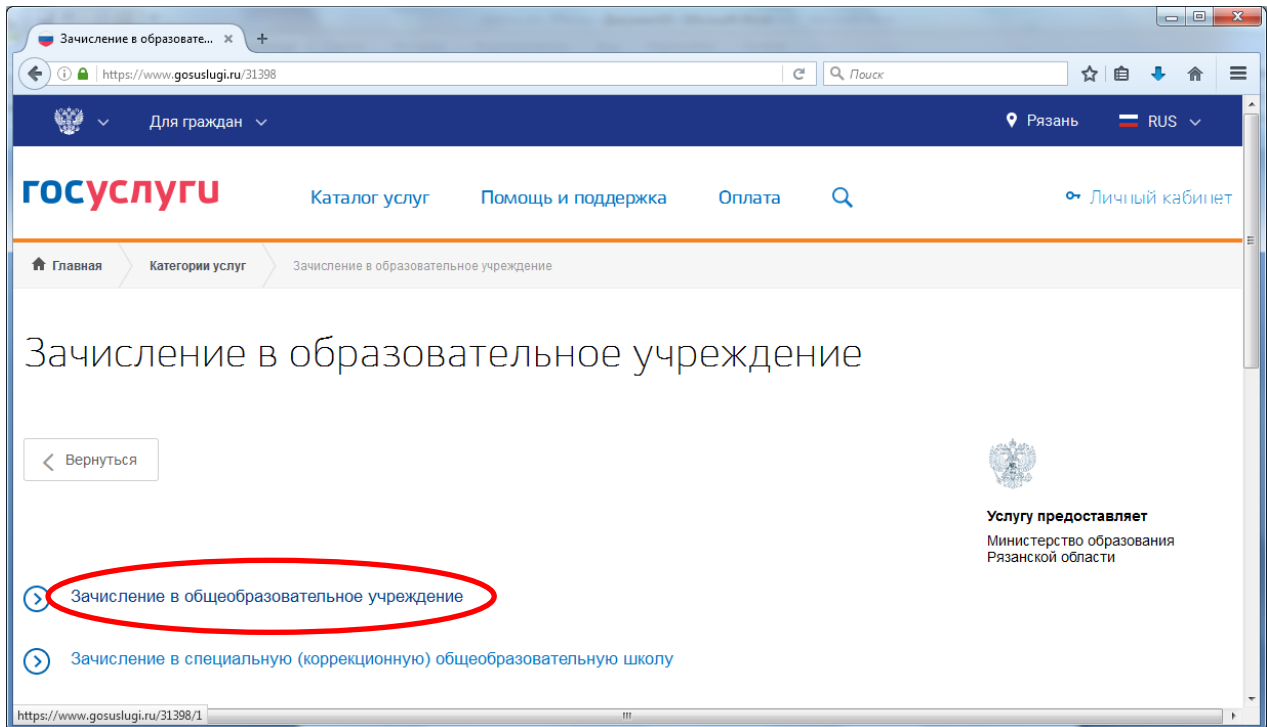 Зачисление в образовате...
https://www.gosuslugi.ru/31398
Поиск
Для граждан
Рязань
RUS
госуслуги
Каталог услуг
Помощь и поддержка
Оплата
Личный кабинет
Главная
Категории услуг
Зачисление в образовательное учреждение
Зачисление в образовательное учреждение
Вернуться
Услугу предоставляет
Министерство образования
Рязанской области
Зачисление в общеобразовательное учреждение
Зачисление в специальную (коррекционную) общеобразовательную школу
https://www.gosuslugi.ru/31398/1